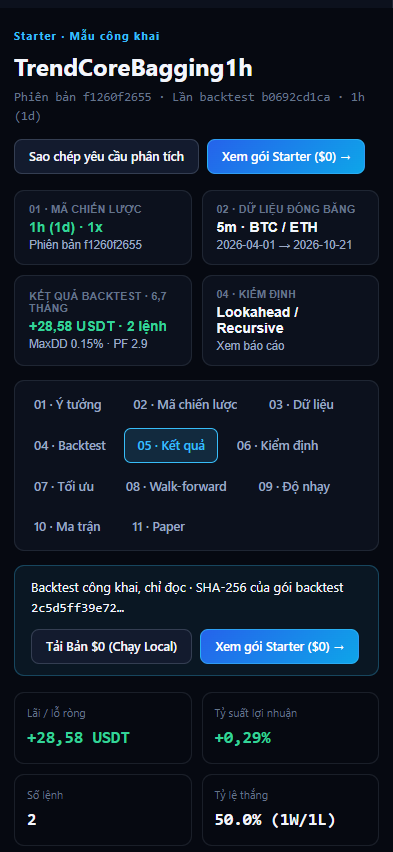 Starter · Mẫu công khai
TrendCoreBagging1h
Phiên bản f1260f2655 · Lần backtest b0692cd1ca · 1h
(1d)
Sao chép yêu cầu phân tích
Xem gói Starter ($0) →
01 · MÃ CHIẾN LƯỢC
1h (1d) · 1x
Phiên bản f1260f2655
02 · DỮ LIỆU ĐÓNG BĂNG
5m · BTC / ETH
2026-04-01 → 2026-10-21
KẾT QUẢ BACKTEST · 6,7
THÁNG
+28,58 USDT · 2 lệnh
MaxDD 0.15% · PF 2.9
04 · KIỂM ĐỊNH
Lookahead /
Recursive
Xem báo cáo
01 · Ý tưởng
02 · Mã chiến lược
03 · Dữ liệu
04 · Backtest
05 · Kết quả
06 · Kiểm định
07 · Tối ưu
08 · Walk-forward
09 · Độ nhạy
10 · Ma trận
11 · Paper
Backtest công khai, chỉ đọc · SHA-256 của gói backtest
2c5d5ff39e72…
Tải Bản $0 (Chạy Local)
Xem gói Starter ($0) →
Lãi / lỗ ròng
+28,58 USDT
Tỷ suất lợi nhuận
+0,29%
Số lệnh
2
Tỷ lệ thắng
50.0% (1W/1L)